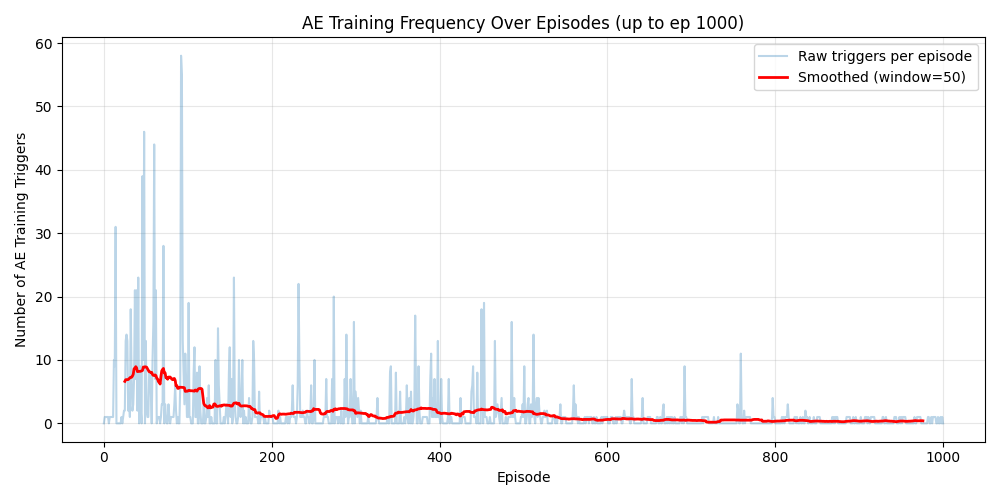 AE Training Frequency Over Episodes (up to ep 1000)
Raw triggers per episode
Smoothed (window=50)
Number of AE Training Triggers
60
50
40
30
20
10
0
0 200 400 600 800 1000
Episode